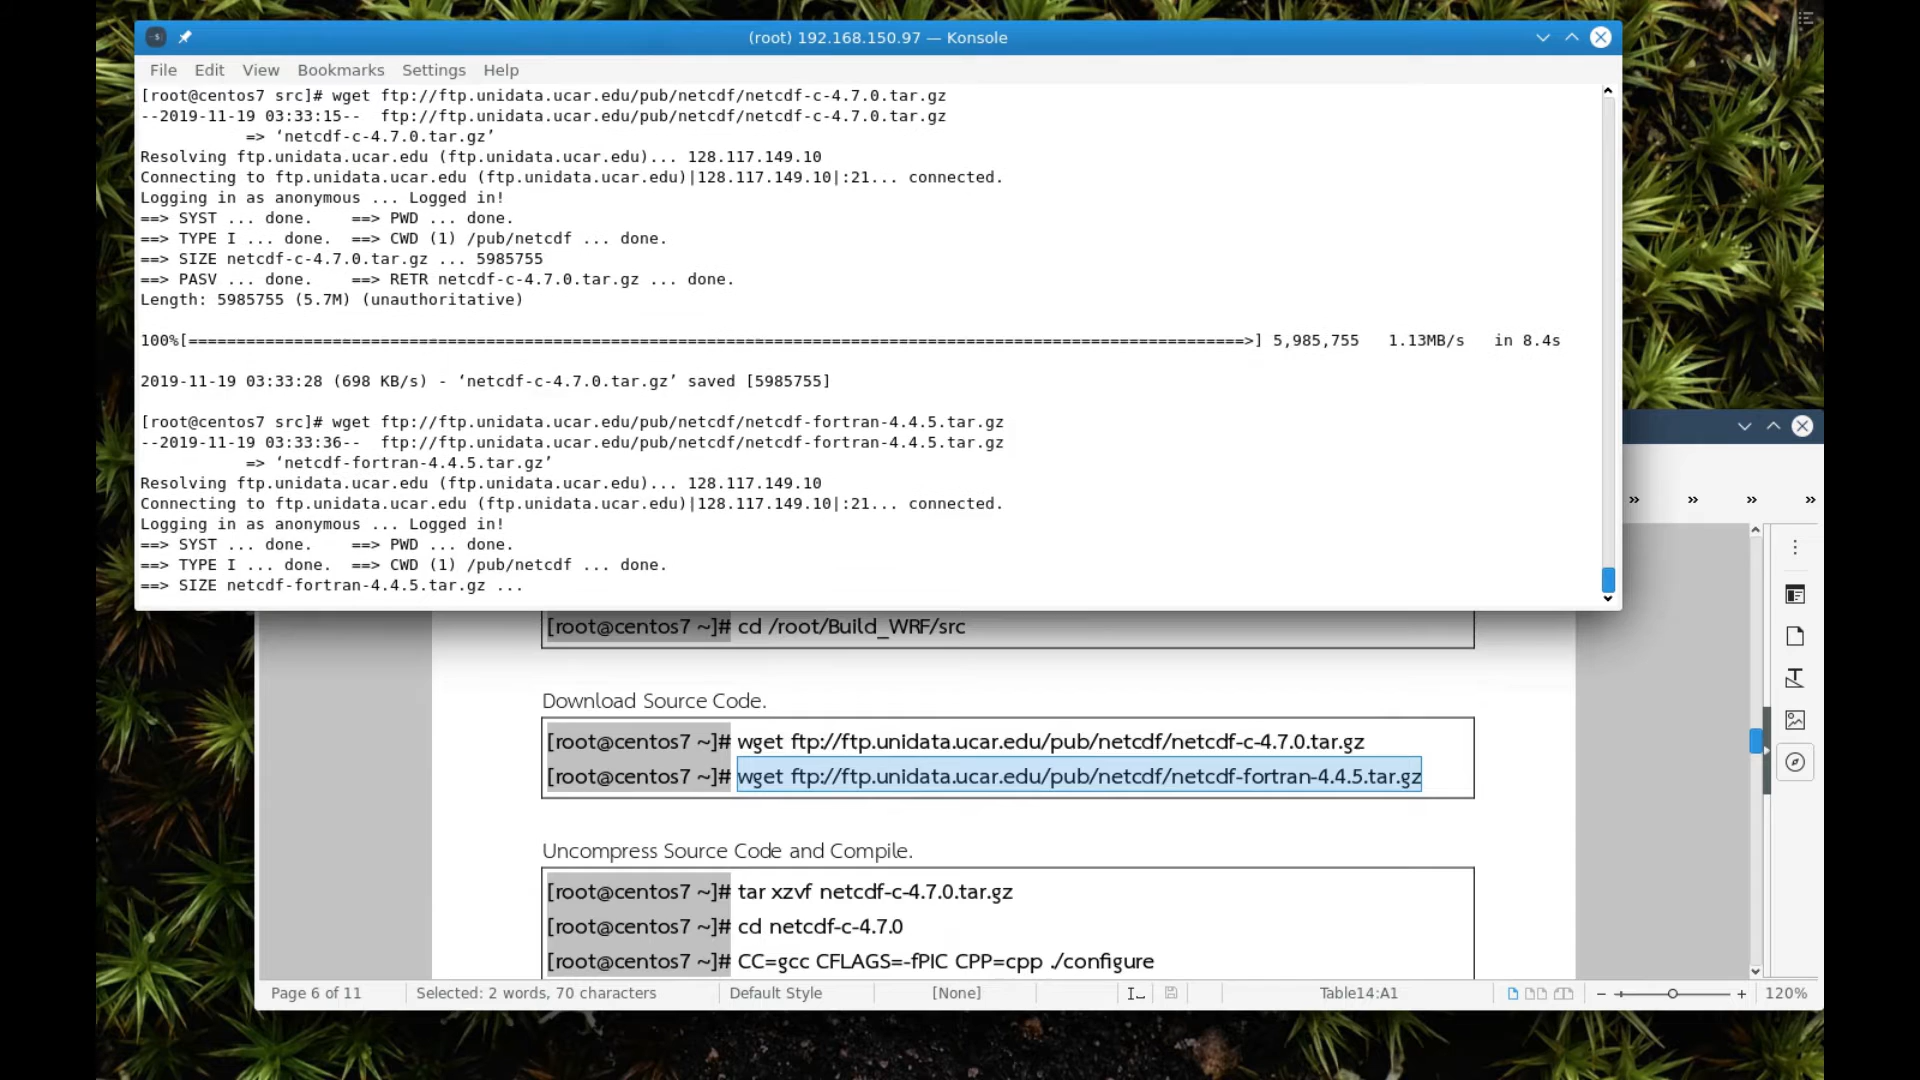 (root) 192.168.150.97 — Konsole
File Edit View Bookmarks Settings Help
[root@centos7 src]# wget ftp://ftp.unidata.ucar.edu/pub/netcdf/netcdf-c-4.7.0.tar.gz
--2019-11-19 03:33:15--  ftp://ftp.unidata.ucar.edu/pub/netcdf/netcdf-c-4.7.0.tar.gz
           => ‘netcdf-c-4.7.0.tar.gz’
Resolving ftp.unidata.ucar.edu (ftp.unidata.ucar.edu)... 128.117.149.10
Connecting to ftp.unidata.ucar.edu (ftp.unidata.ucar.edu)|128.117.149.10|:21... connected.
Logging in as anonymous ... Logged in!
==> SYST ... done.    ==> PWD ... done.
==> TYPE I ... done.  ==> CWD (1) /pub/netcdf ... done.
==> SIZE netcdf-c-4.7.0.tar.gz ... 5985755
==> PASV ... done.    ==> RETR netcdf-c-4.7.0.tar.gz ... done.
Length: 5985755 (5.7M) (unauthoritative)
100%[==============================================================================================================>] 5,985,755   1.13MB/s   in 8.4s
2019-11-19 03:33:28 (698 KB/s) - ‘netcdf-c-4.7.0.tar.gz’ saved [5985755]
[root@centos7 src]# wget ftp://ftp.unidata.ucar.edu/pub/netcdf/netcdf-fortran-4.4.5.tar.gz
--2019-11-19 03:33:36--  ftp://ftp.unidata.ucar.edu/pub/netcdf/netcdf-fortran-4.4.5.tar.gz
           => ‘netcdf-fortran-4.4.5.tar.gz’
Resolving ftp.unidata.ucar.edu (ftp.unidata.ucar.edu)... 128.117.149.10
Connecting to ftp.unidata.ucar.edu (ftp.unidata.ucar.edu)|128.117.149.10|:21... connected.
Logging in as anonymous ... Logged in!
==> SYST ... done.    ==> PWD ... done.
==> TYPE I ... done.  ==> CWD (1) /pub/netcdf ... done.
==> SIZE netcdf-fortran-4.4.5.tar.gz ...
[root@centos7 ~]# cd /root/Build_WRF/src
Download Source Code.
[root@centos7 ~]# wget ftp://ftp.unidata.ucar.edu/pub/netcdf/netcdf-c-4.7.0.tar.gz
[root@centos7 ~]# wget ftp://ftp.unidata.ucar.edu/pub/netcdf/netcdf-fortran-4.4.5.tar.gz
Uncompress Source Code and Compile.
[root@centos7 ~]# tar xzvf netcdf-c-4.7.0.tar.gz
[root@centos7 ~]# cd netcdf-c-4.7.0
[root@centos7 ~]# CC=gcc CFLAGS=-fPIC CPP=cpp ./configure
Page 6 of 11 Selected: 2 words, 70 characters Default Style [None] Table14:A1 120%